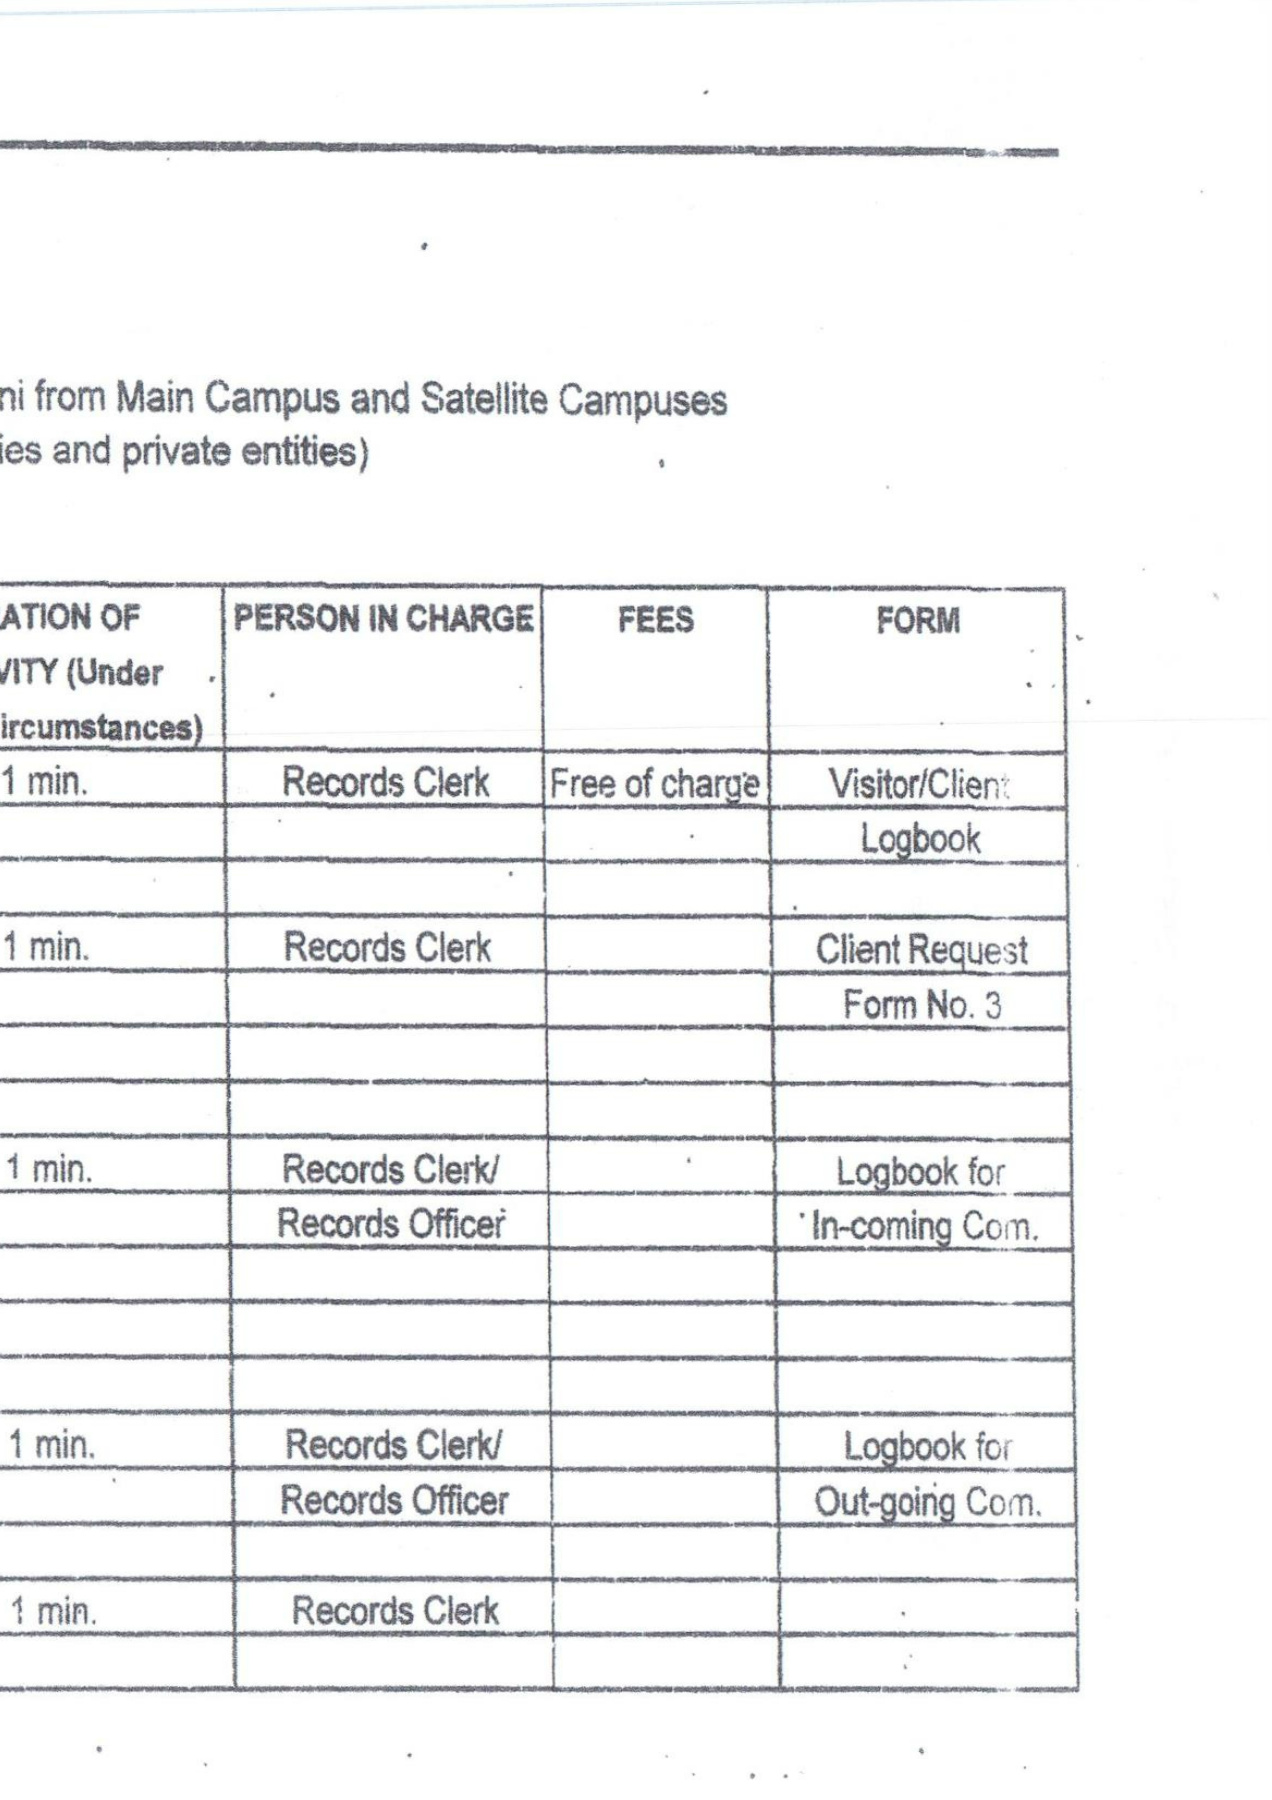 ni from Main Campus and Satellite Campuses
ies and private entities)
ATION OF PERSON IN CHARGE FEES FORM
VITY (Under
ircumstances)
1 min. Records Clerk Free of charge Visitor/Client
Logbook
1 min. Records Clerk Client Request
Form No. 3
1 min. Records Clerk/ Logbook for
Records Officer In-coming Com.
1 min. Records Clerk/ Logbook for
Records Officer Out-going Com.
1 min. Records Clerk